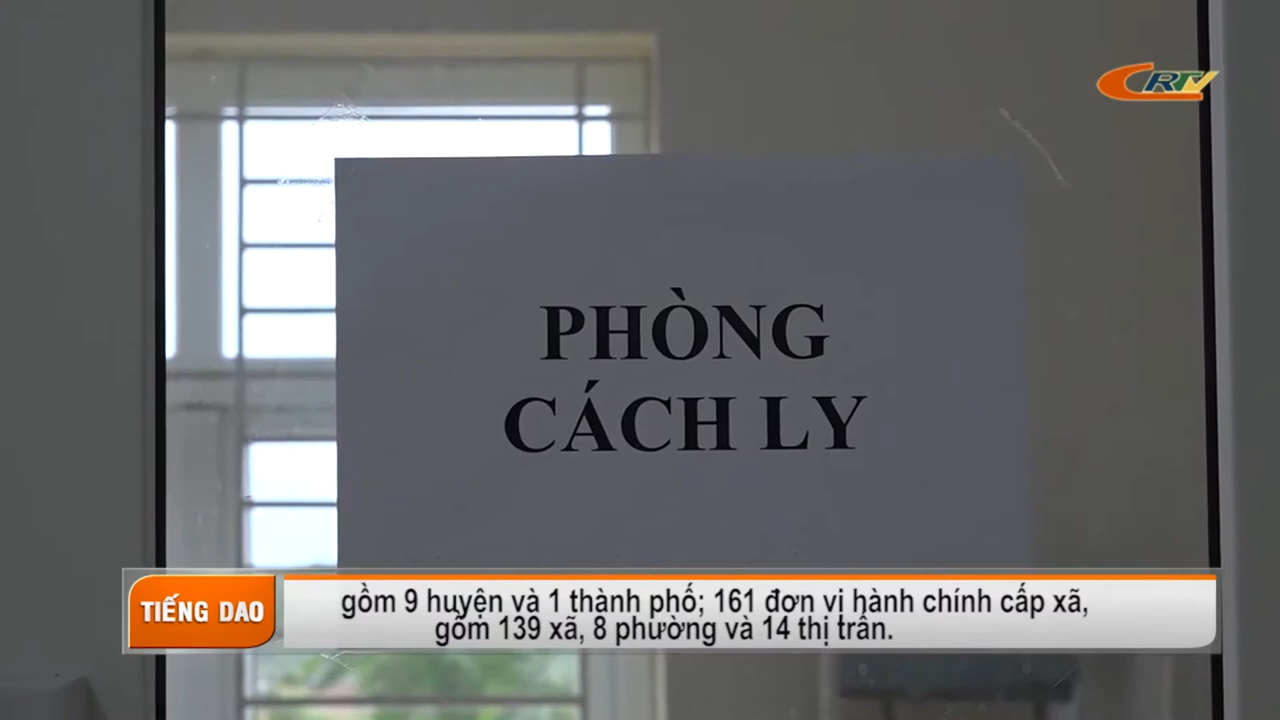 CRTV
PHÒNG
CÁCH LY
TIẾNG DAO
gồm 9 huyện và 1 thành phố; 161 đơn vị hành chính cấp xã,
gồm 139 xã, 8 phường và 14 thị trấn.